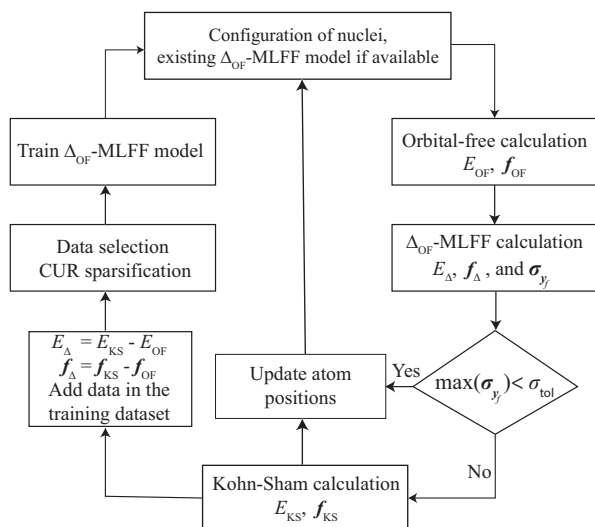 Configuration of nuclei,
existing Δ_OF-MLFF model if available
Train Δ_OF-MLFF model
Orbital-free calculation
E_OF, f_OF
Data selection
CUR sparsification
Δ_OF-MLFF calculation
E_Δ, f_Δ, and σ_y_f
E_Δ = E_KS - E_OF
f_Δ = f_KS - f_OF
Add data in the
training dataset
Update atom
positions
Yes
max(σ_y_f) < σ_tol
No
Kohn-Sham calculation
E_KS, f_KS